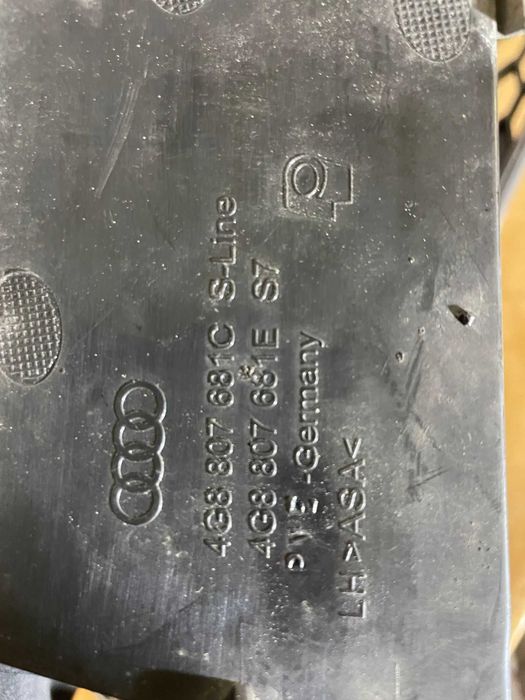 4G8 807 681C S-Line
4G8 807 681E S7
-Germany
LH >ASA<